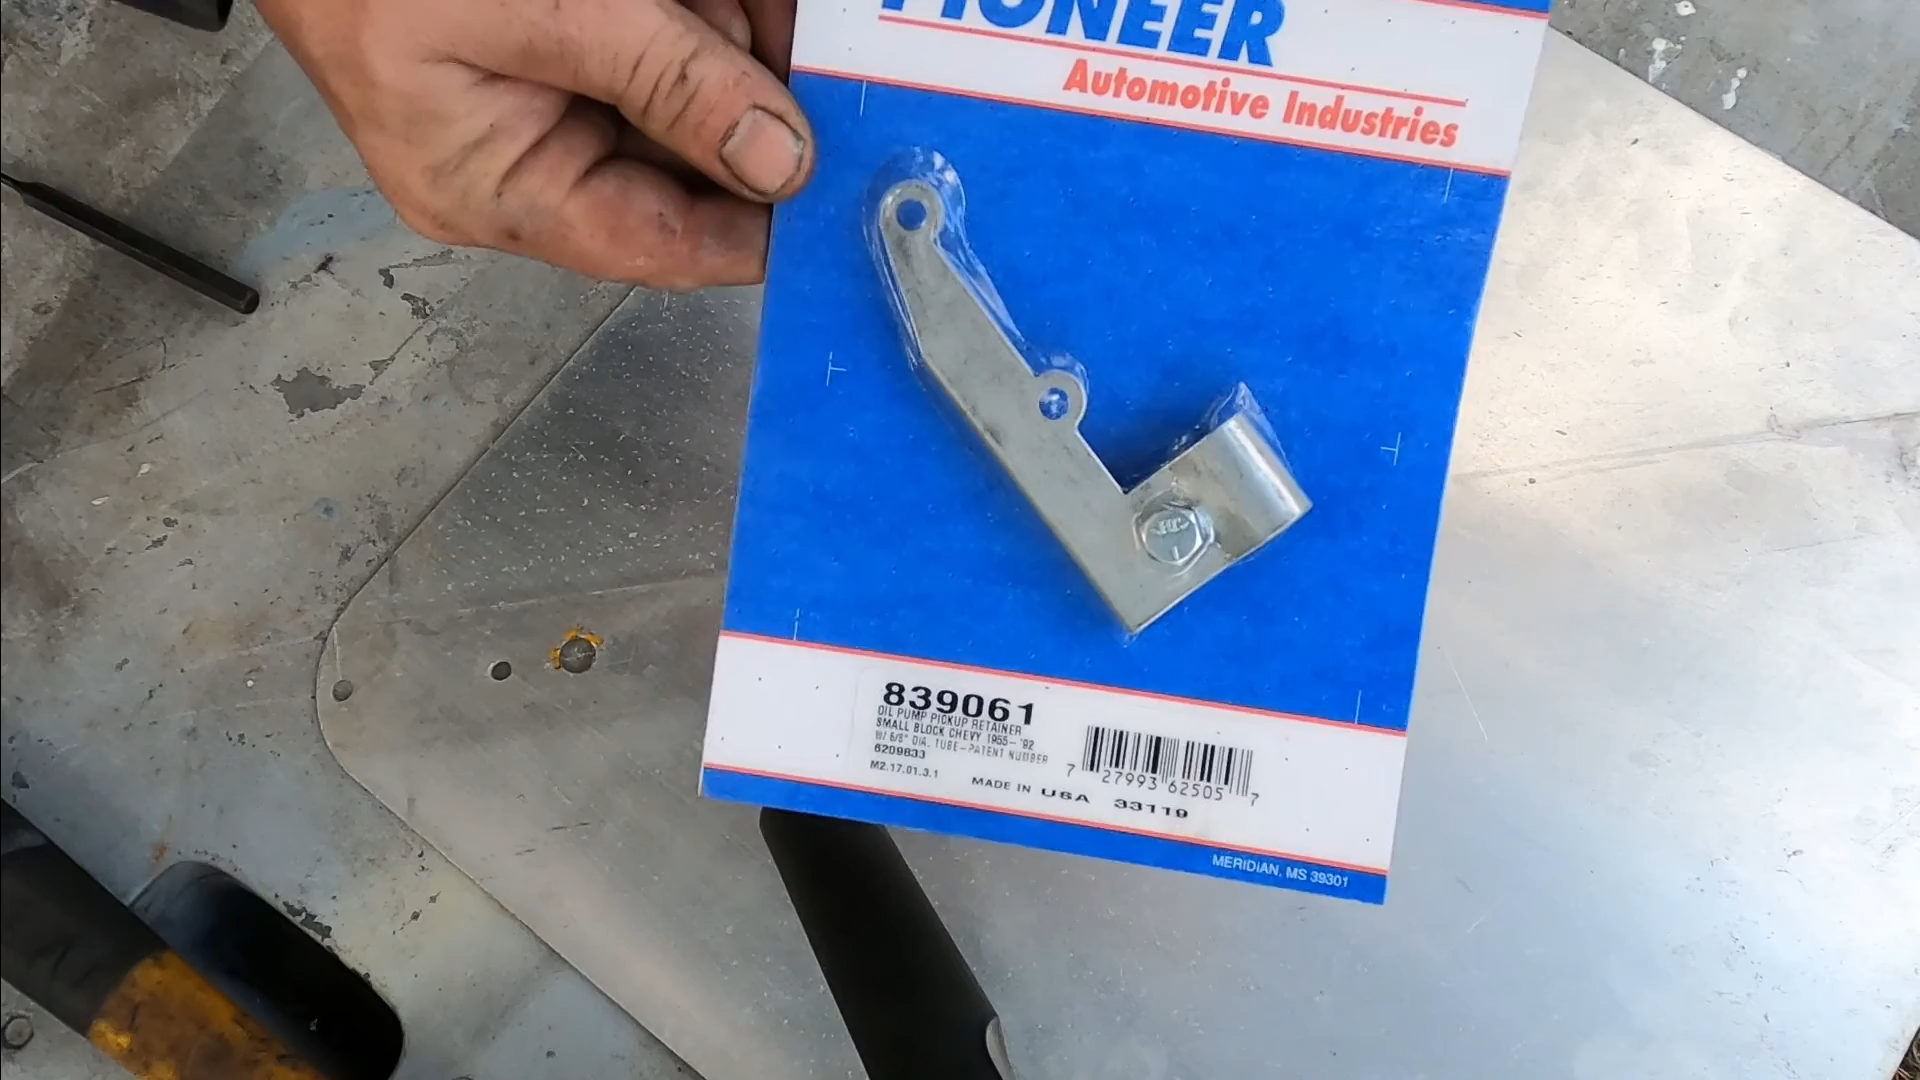 PIONEER
Automotive Industries
839061
OIL PUMP PICKUP RETAINER
SMALL BLOCK CHEVY 1955-'92
W/ 5/8" DIA. TUBE-PATENT NUMBER
6209833
M2.17.01.3.1
MADE IN USA 33119
7 27993 62505 7
MERIDIAN, MS 39301